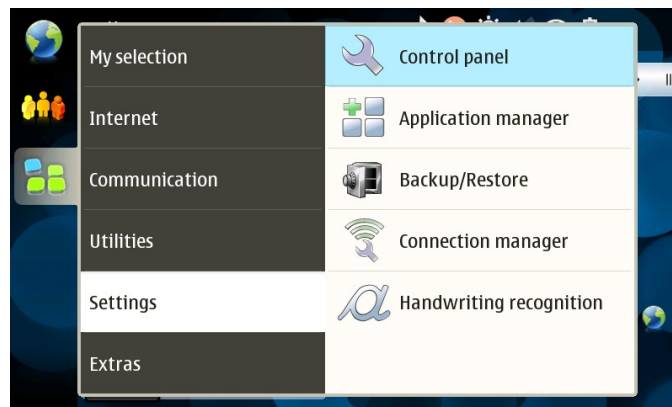 My selection
Internet
Communication
Utilities
Settings
Extras
Control panel
Application manager
Backup/Restore
Connection manager
Handwriting recognition